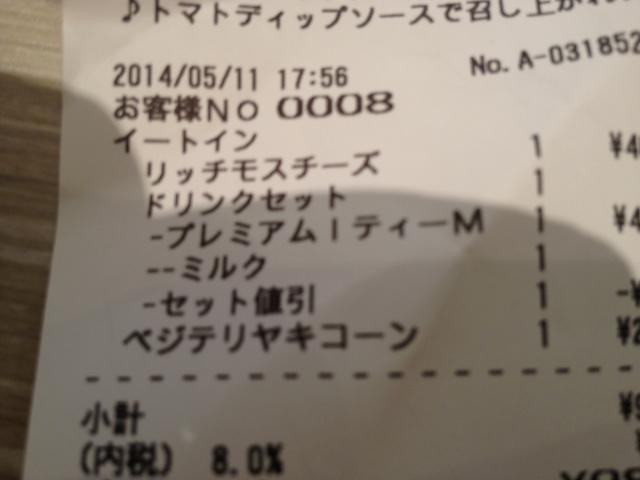 ♪トマトディップソースで召し上が
2014/05/11 17:56 No. A-031852
お客様NO 0008
イートイン
リッチモスチーズ 1 ¥4
ドリンクセット 1
-プレミアムIティーM 1 ¥4
--ミルク 1
-セット値引 1 -¥
ベジテリヤキコーン 1 ¥2
小計 ¥9
(内税) 8.0%